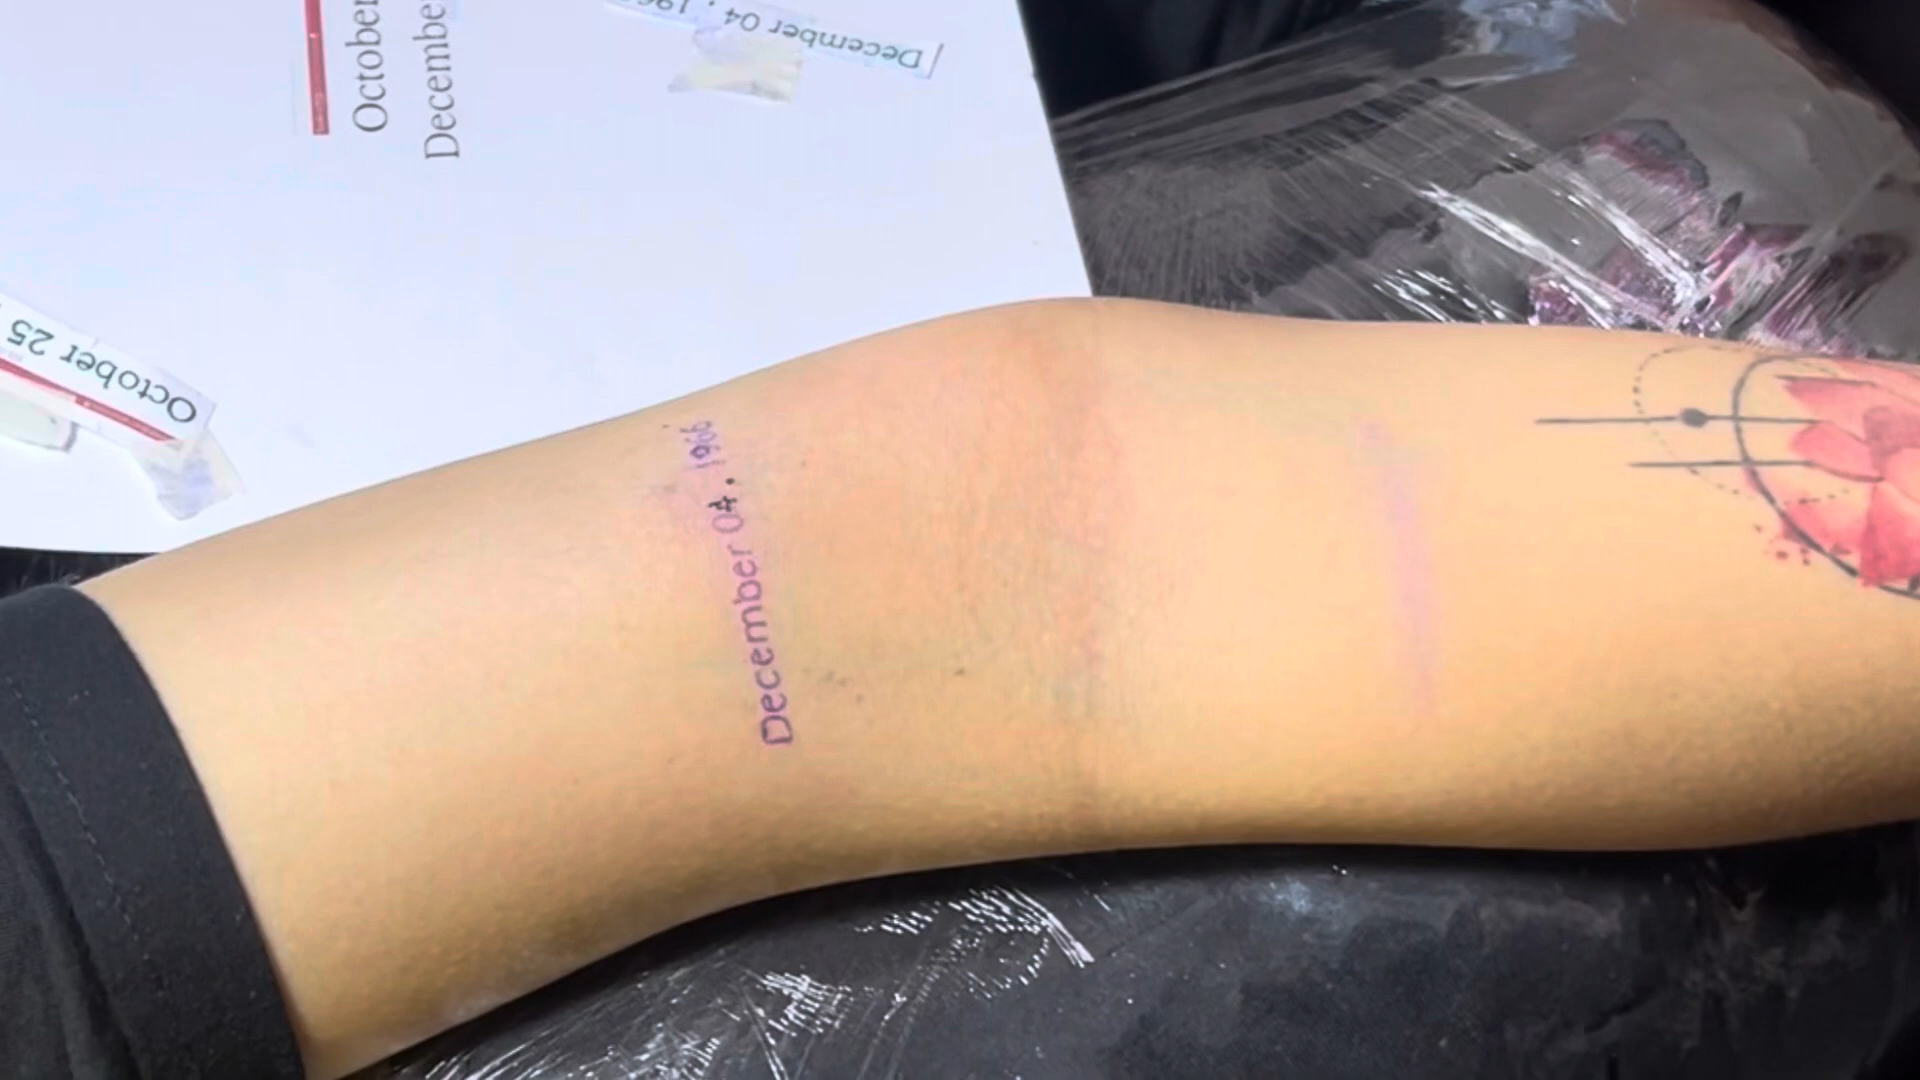 October
December
December 04, 196
October 25
December 04. 1966